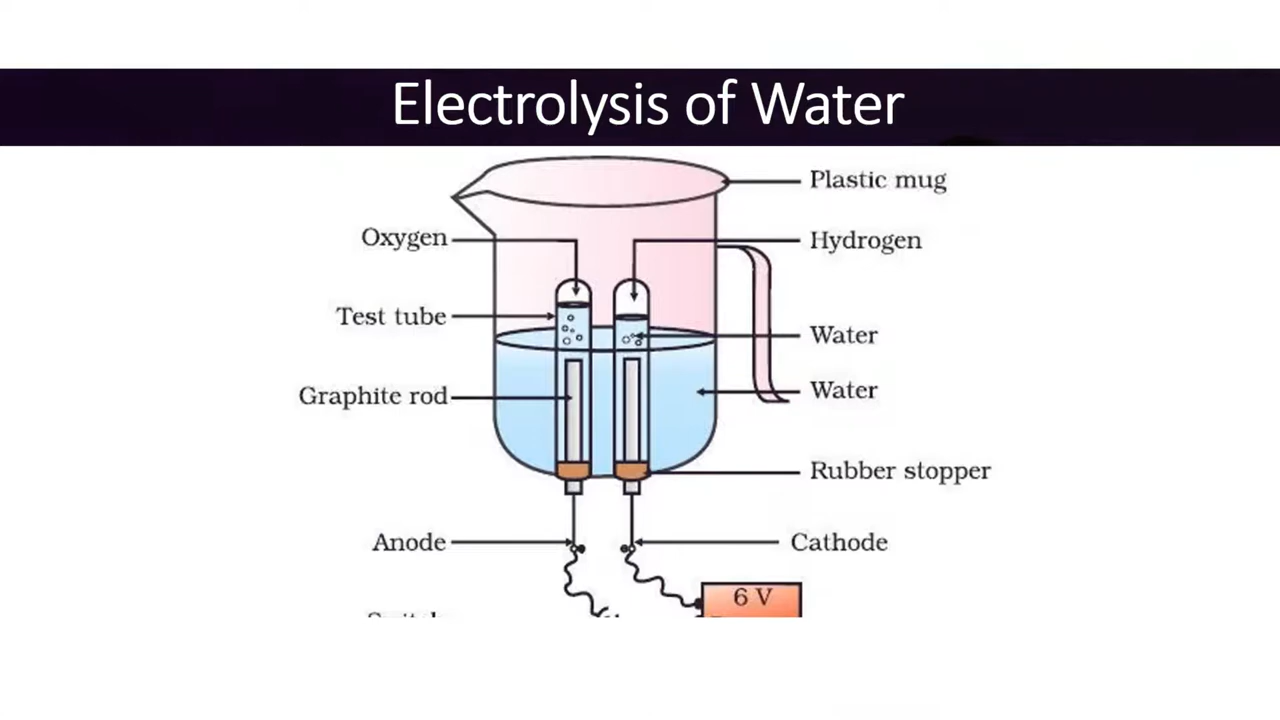 Electrolysis of Water
Plastic mug
Oxygen
Hydrogen
Test tube
Water
Graphite rod
Water
Rubber stopper
Anode
Cathode
6 V